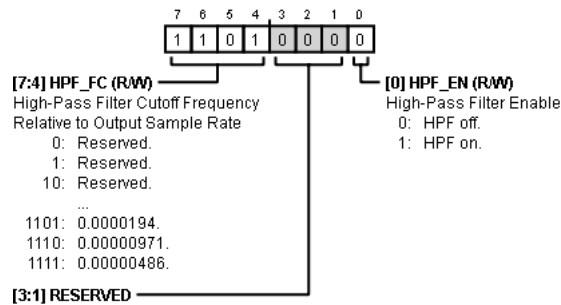 7 6 5 4 3 2 1 0
1 1 0 1 0 0 0 0
[7:4] HPF_FC (R/W)
High-Pass Filter Cutoff Frequency
Relative to Output Sample Rate
0: Reserved.
1: Reserved.
10: Reserved.
...
1101: 0.0000194.
1110: 0.00000971.
1111: 0.00000486.
[3:1] RESERVED
[0] HPF_EN (R/W)
High-Pass Filter Enable
0: HPF off.
1: HPF on.